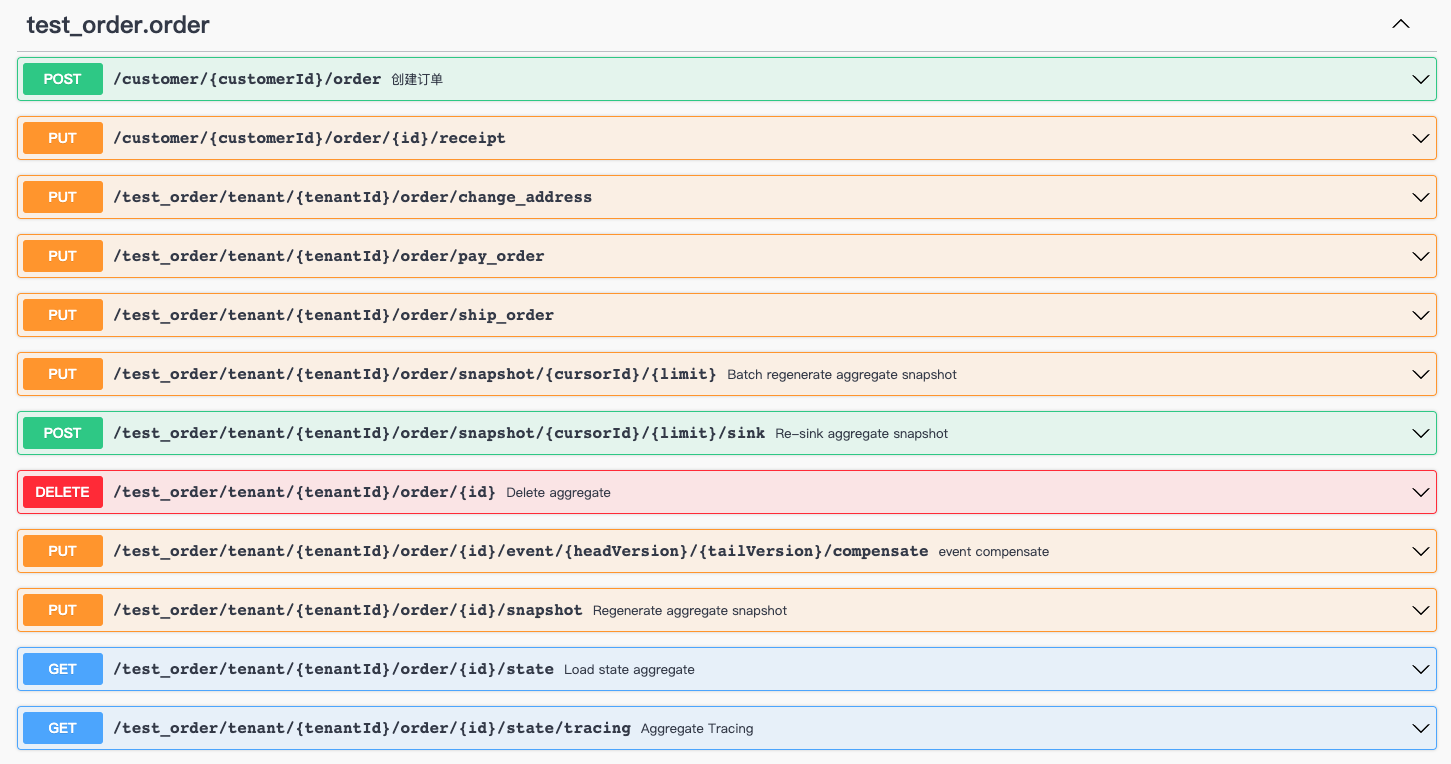 test_order.order
POST /customer/{customerId}/order 创建订单
PUT /customer/{customerId}/order/{id}/receipt
PUT /test_order/tenant/{tenantId}/order/change_address
PUT /test_order/tenant/{tenantId}/order/pay_order
PUT /test_order/tenant/{tenantId}/order/ship_order
PUT /test_order/tenant/{tenantId}/order/snapshot/{cursorId}/{limit} Batch regenerate aggregate snapshot
POST /test_order/tenant/{tenantId}/order/snapshot/{cursorId}/{limit}/sink Re-sink aggregate snapshot
DELETE /test_order/tenant/{tenantId}/order/{id} Delete aggregate
PUT /test_order/tenant/{tenantId}/order/{id}/event/{headVersion}/{tailVersion}/compensate event compensate
PUT /test_order/tenant/{tenantId}/order/{id}/snapshot Regenerate aggregate snapshot
GET /test_order/tenant/{tenantId}/order/{id}/state Load state aggregate
GET /test_order/tenant/{tenantId}/order/{id}/state/tracing Aggregate Tracing